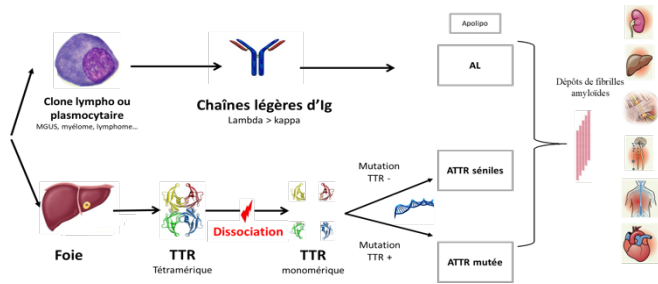 Apolipo
AL
Clone lympho ou
plasmocytaire
MGUS, myélome, lymphome...
Chaînes légères d'Ig
Lambda > kappa
Dépôts de fibrilles
amyloïdes
Mutation
TTR -
ATTR séniles
Dissociation
Foie
TTR
Tétramérique
TTR
monomérique
Mutation
TTR +
ATTR mutée